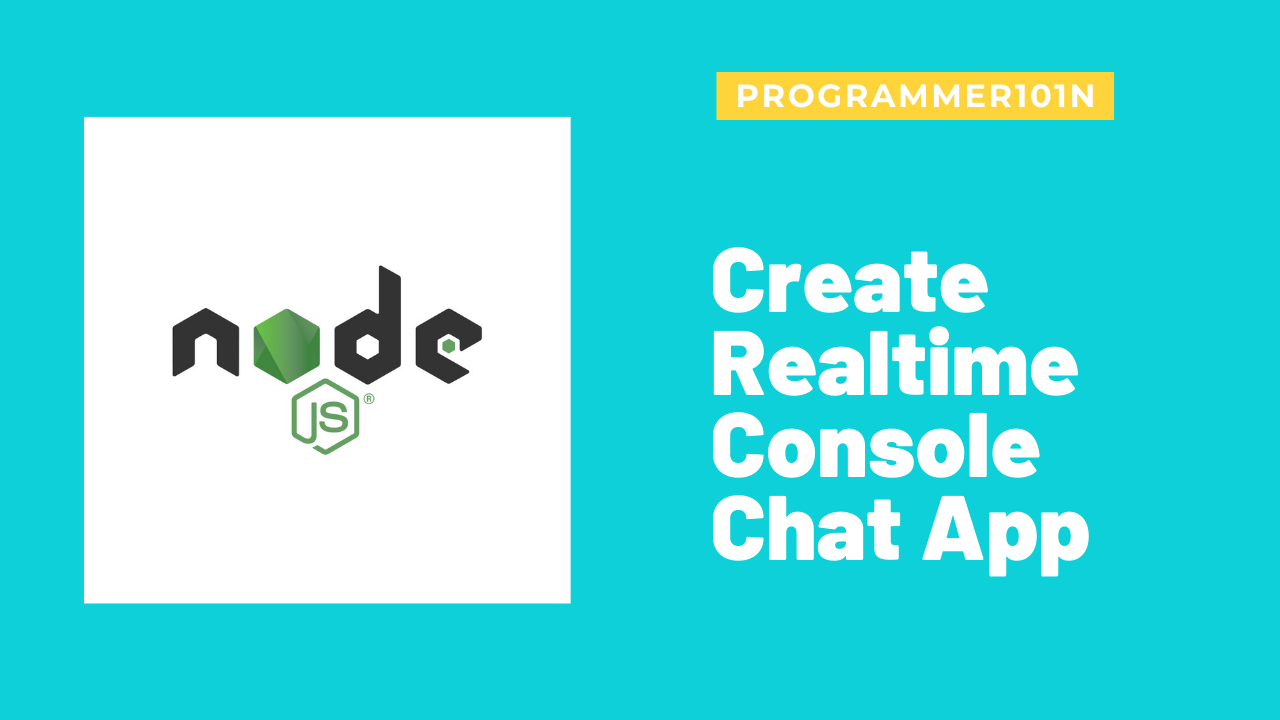 PROGRAMMER101N
node
JS®
Create
Realtime
Console
Chat App